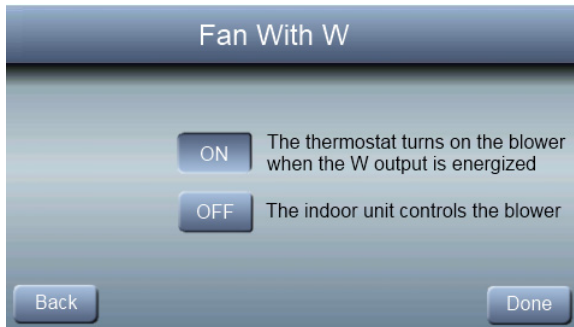 Fan With W
ON
The thermostat turns on the blower
when the W output is energized
OFF
The indoor unit controls the blower
Back
Done